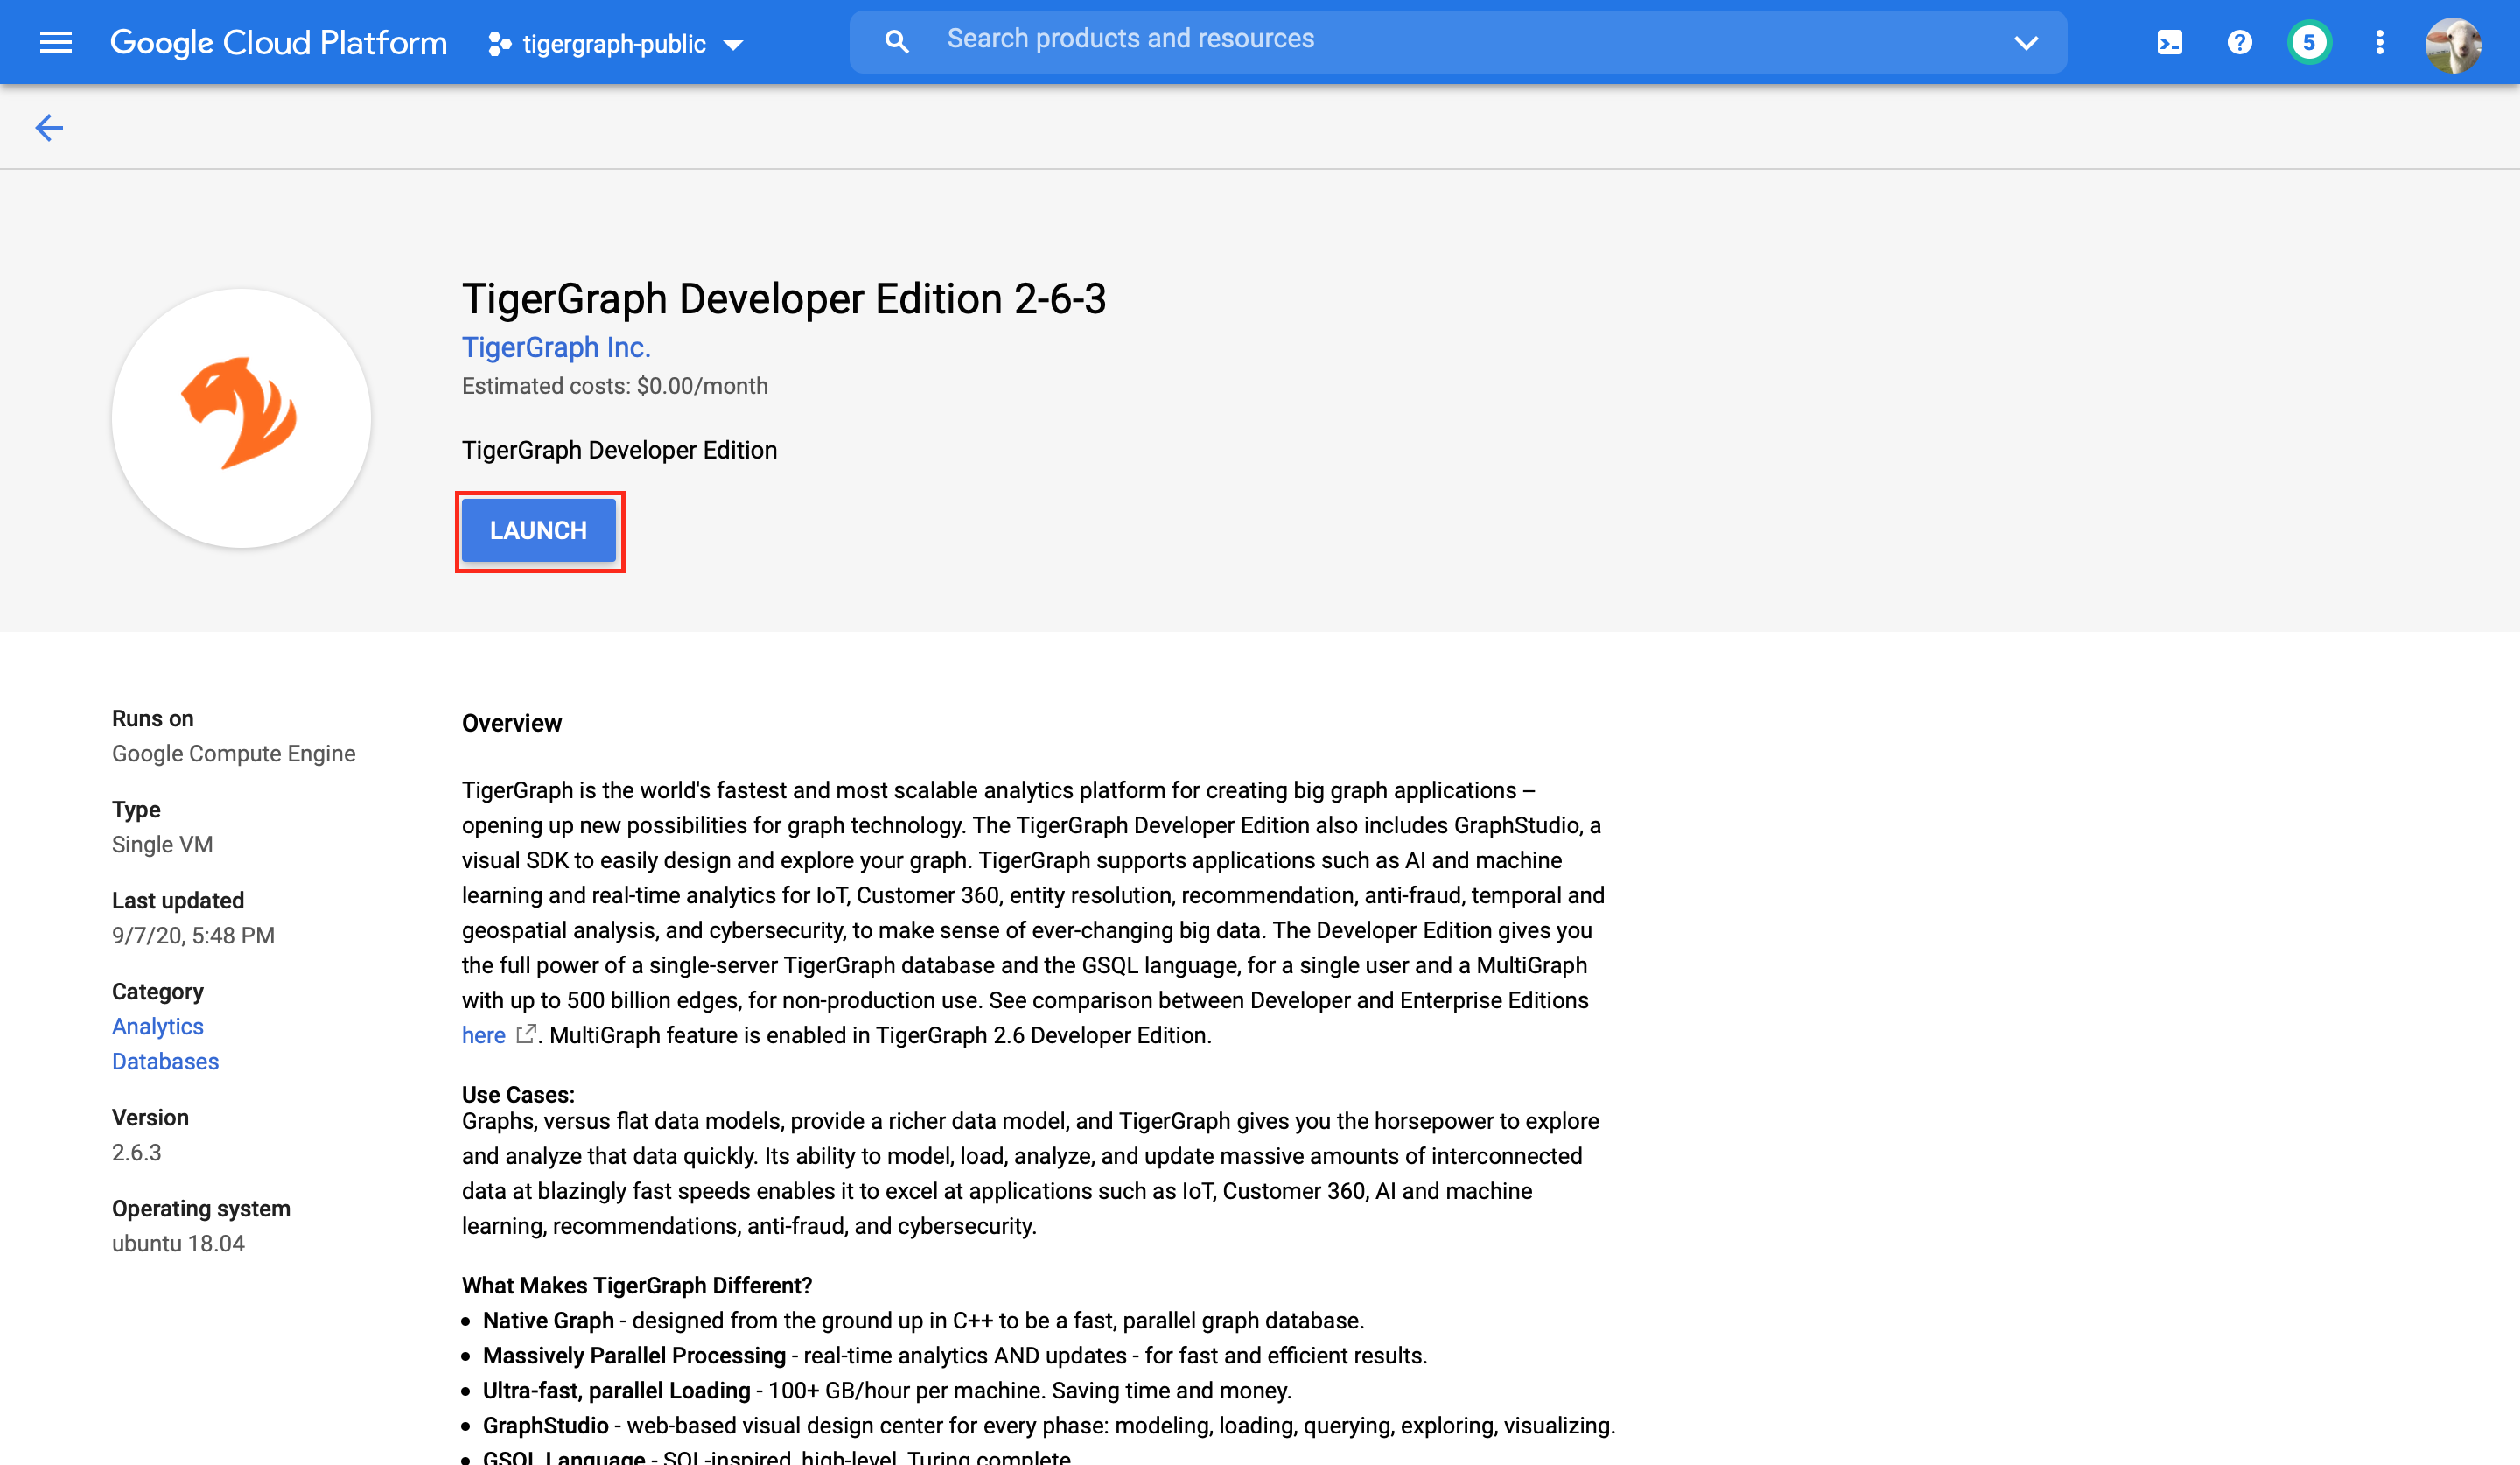 Google Cloud Platform
tigergraph-public
Search products and resources
5
TigerGraph Developer Edition 2-6-3
TigerGraph Inc.
Estimated costs: $0.00/month
TigerGraph Developer Edition
LAUNCH
Runs on
Google Compute Engine
Type
Single VM
Last updated
9/7/20, 5:48 PM
Category
Analytics
Databases
Version
2.6.3
Operating system
ubuntu 18.04
Overview
TigerGraph is the world's fastest and most scalable analytics platform for creating big graph applications --
opening up new possibilities for graph technology. The TigerGraph Developer Edition also includes GraphStudio, a
visual SDK to easily design and explore your graph. TigerGraph supports applications such as AI and machine
learning and real-time analytics for IoT, Customer 360, entity resolution, recommendation, anti-fraud, temporal and
geospatial analysis, and cybersecurity, to make sense of ever-changing big data. The Developer Edition gives you
the full power of a single-server TigerGraph database and the GSQL language, for a single user and a MultiGraph
with up to 500 billion edges, for non-production use. See comparison between Developer and Enterprise Editions
here. MultiGraph feature is enabled in TigerGraph 2.6 Developer Edition.
Use Cases:
Graphs, versus flat data models, provide a richer data model, and TigerGraph gives you the horsepower to explore
and analyze that data quickly. Its ability to model, load, analyze, and update massive amounts of interconnected
data at blazingly fast speeds enables it to excel at applications such as IoT, Customer 360, AI and machine
learning, recommendations, anti-fraud, and cybersecurity.
What Makes TigerGraph Different?
• Native Graph - designed from the ground up in C++ to be a fast, parallel graph database.
• Massively Parallel Processing - real-time analytics AND updates - for fast and efficient results.
• Ultra-fast, parallel Loading - 100+ GB/hour per machine. Saving time and money.
• GraphStudio - web-based visual design center for every phase: modeling, loading, querying, exploring, visualizing.
• GSQL Language - SQL-inspired, high-level, Turing complete